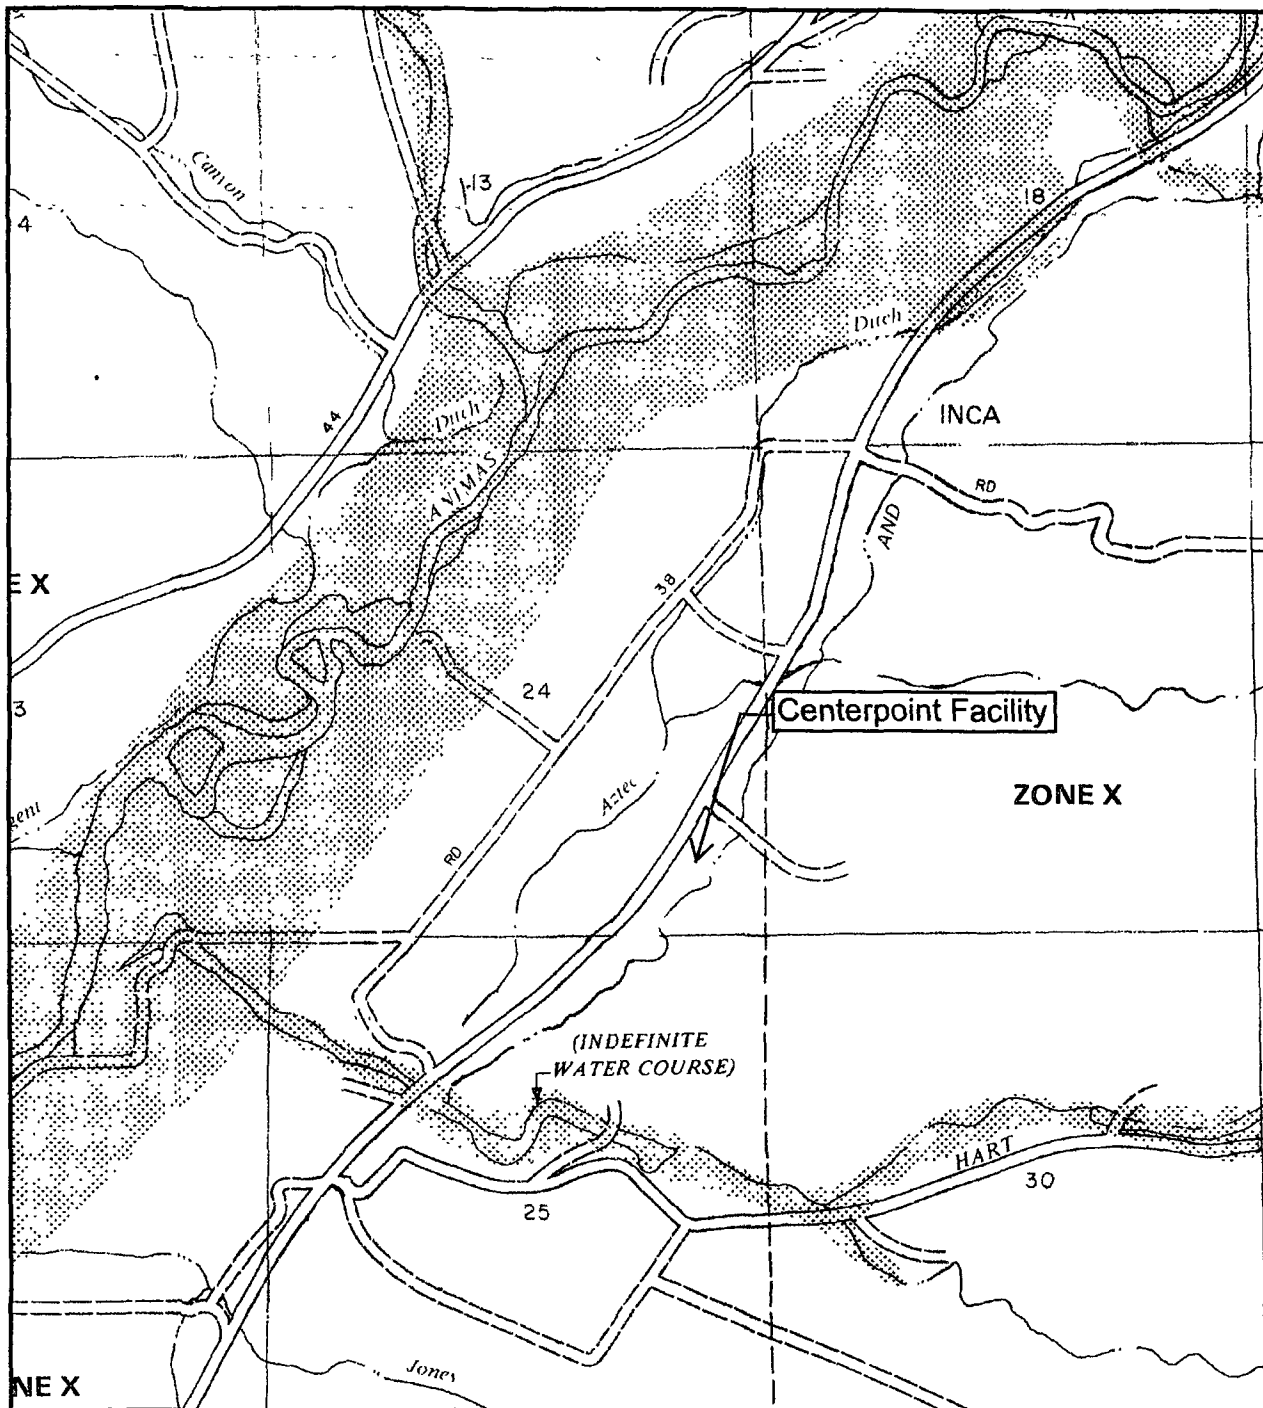 13
Canyon
18
4
Ditch
INCA
44
Ditch
ANIMAS
RD
AND
E X
38
24
3
Centerpoint Facility
Aztec
ZONE X
gent
RD
(INDEFINITE
WATER COURSE)
HART
30
25
Jones
NE X